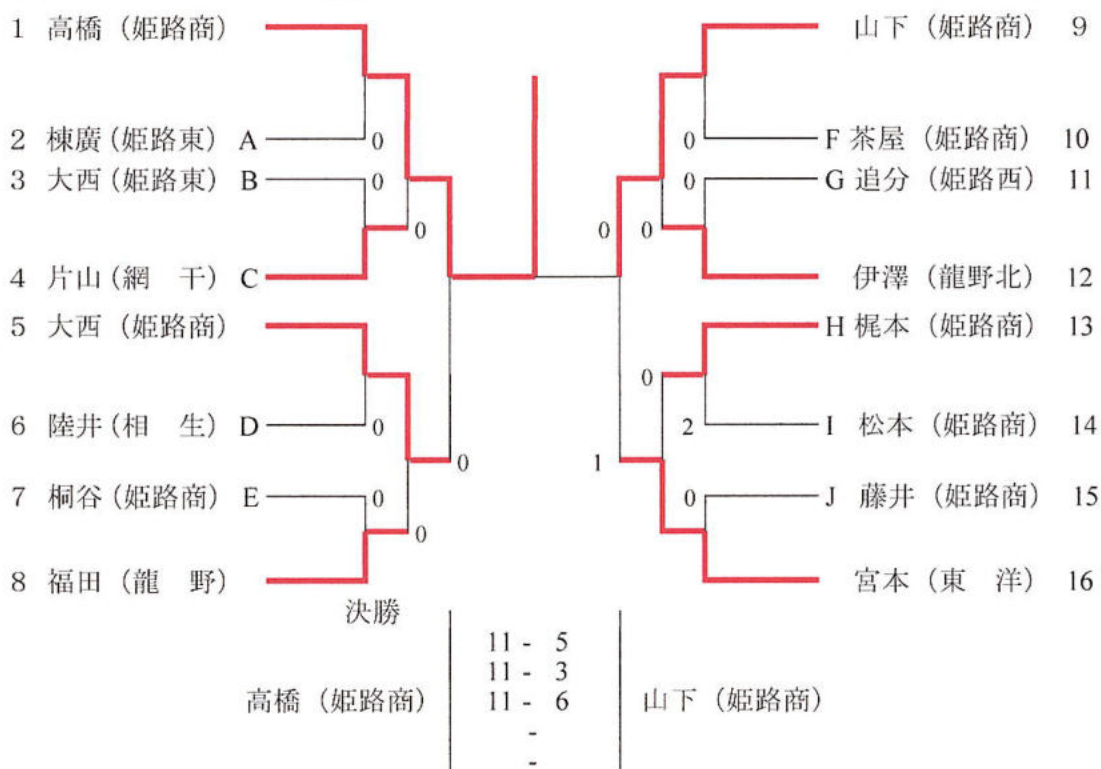 1 高橋 (姫路商) 山下 (姫路商) 9
2 棟廣 (姫路東) A 0 0 F 茶屋 (姫路商) 10
3 大西 (姫路東) B 0 0 G 追分 (姫路西) 11
0 0 0
4 片山 (網 干) C 伊澤 (龍野北) 12
5 大西 (姫路商) H 梶本 (姫路商) 13
0
6 陸井 (相 生) D 0 2 I 松本 (姫路商) 14
0 1
7 桐谷 (姫路商) E 0 0 J 藤井 (姫路商) 15
0
8 福田 (龍 野) 宮本 (東 洋) 16
決勝
11 - 5
11 - 3
高橋 (姫路商) 11 - 6 山下 (姫路商)
-
-